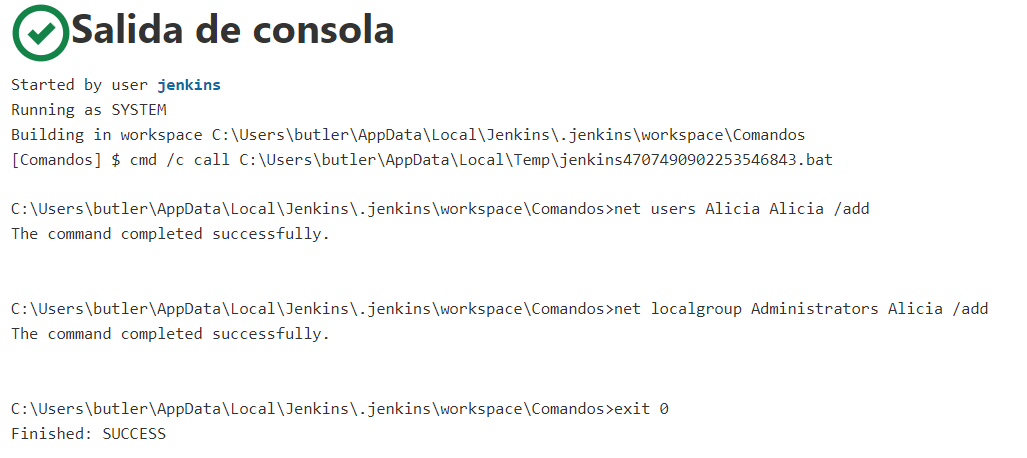 Salida de consola
Started by user jenkins
Running as SYSTEM
Building in workspace C:\Users\butler\AppData\Local\Jenkins\.jenkins\workspace\Comandos
[Comandos] $ cmd /c call C:\Users\butler\AppData\Local\Temp\jenkins4707490902253546843.bat
C:\Users\butler\AppData\Local\Jenkins\.jenkins\workspace\Comandos>net users Alicia Alicia /add
The command completed successfully.
C:\Users\butler\AppData\Local\Jenkins\.jenkins\workspace\Comandos>net localgroup Administrators Alicia /add
The command completed successfully.
C:\Users\butler\AppData\Local\Jenkins\.jenkins\workspace\Comandos>exit 0
Finished: SUCCESS